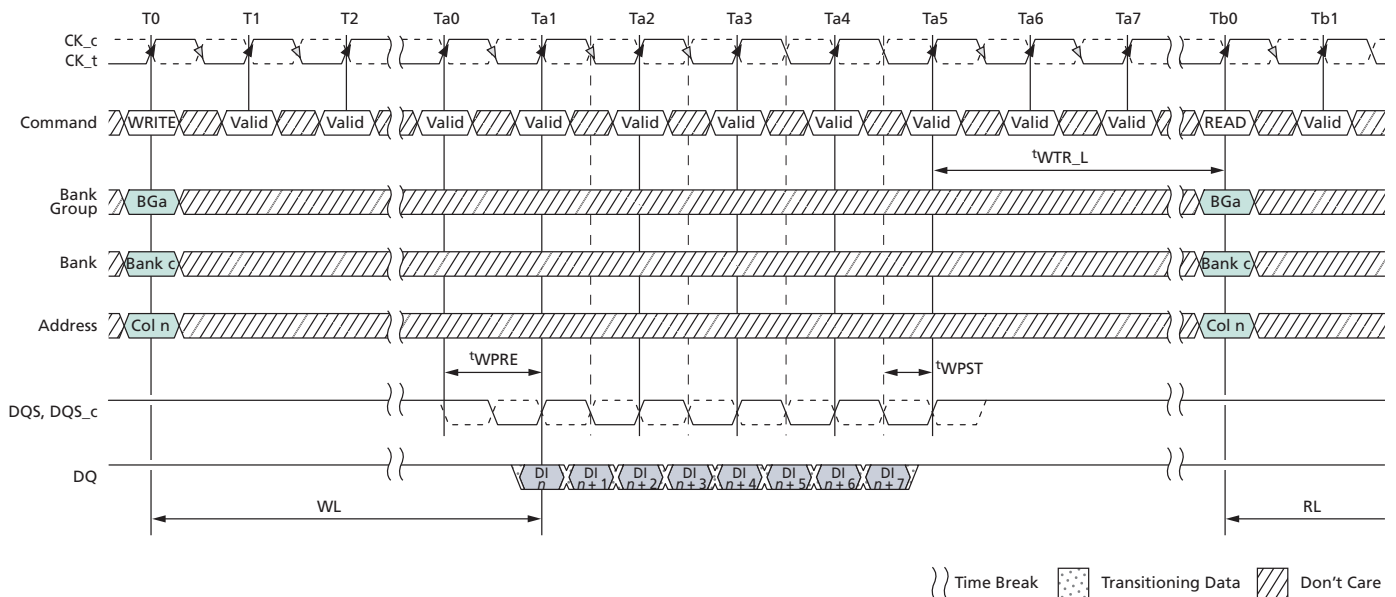 T0 T1 T2 Ta0 Ta1 Ta2 Ta3 Ta4 Ta5 Ta6 Ta7 Tb0 Tb1
CK_c
CK_t
Command WRITE Valid Valid Valid Valid Valid Valid Valid Valid Valid Valid READ Valid
tWTR_L
Bank
Group BGa BGa
Bank Bank c Bank c
Address Col n Col n
tWPRE tWPST
DQS, DQS_c
DQ DI n DI n + 1 DI n + 2 DI n + 3 DI n + 4 DI n + 5 DI n + 6 DI n + 7
WL RL
Time Break Transitioning Data Don't Care